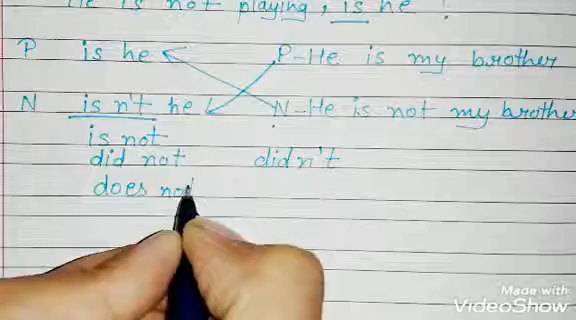 He is not playing, is he ?
P is he P-He is my brother
N is n't he N-He is not my brother
is not
did not didn't
does not
Made with
VideoShow